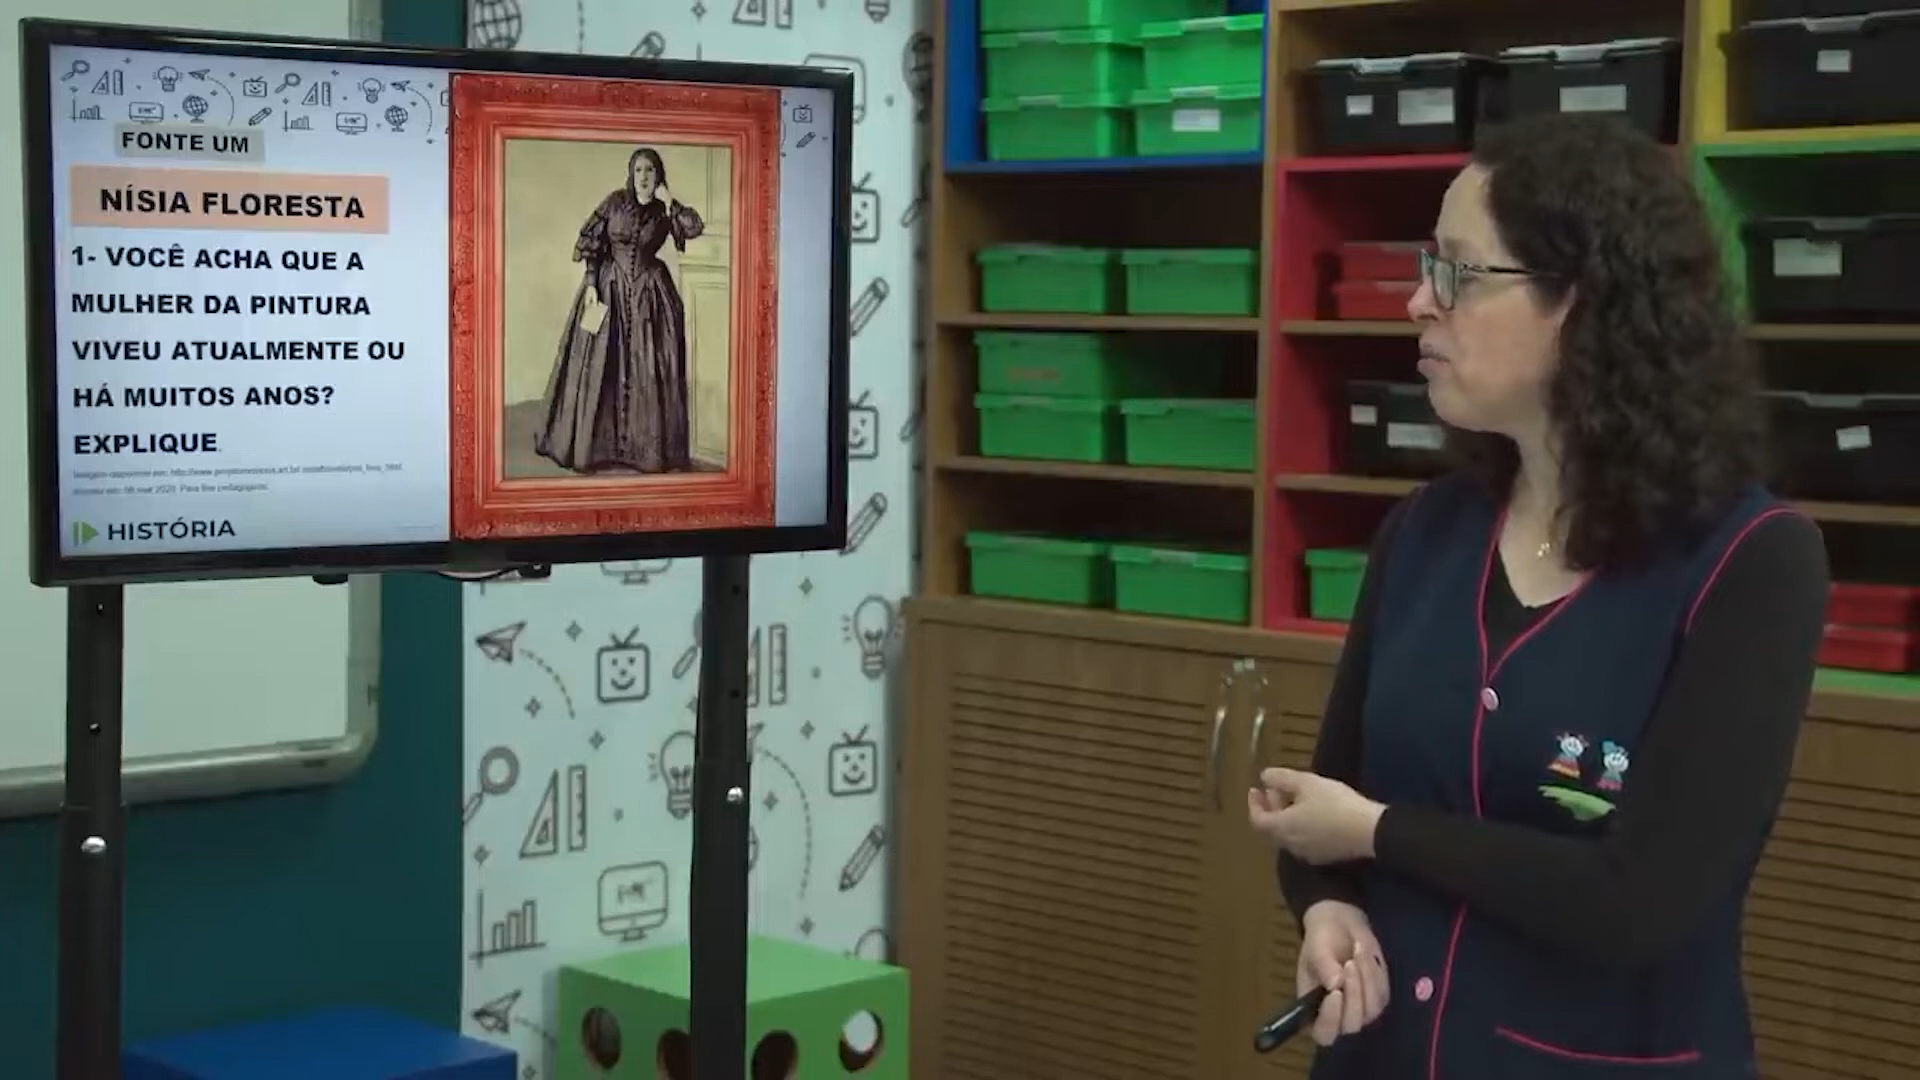 FONTE UM
NÍSIA FLORESTA
1- VOCÊ ACHA QUE A
MULHER DA PINTURA
VIVEU ATUALMENTE OU
HÁ MUITOS ANOS?
EXPLIQUE.
HISTÓRIA